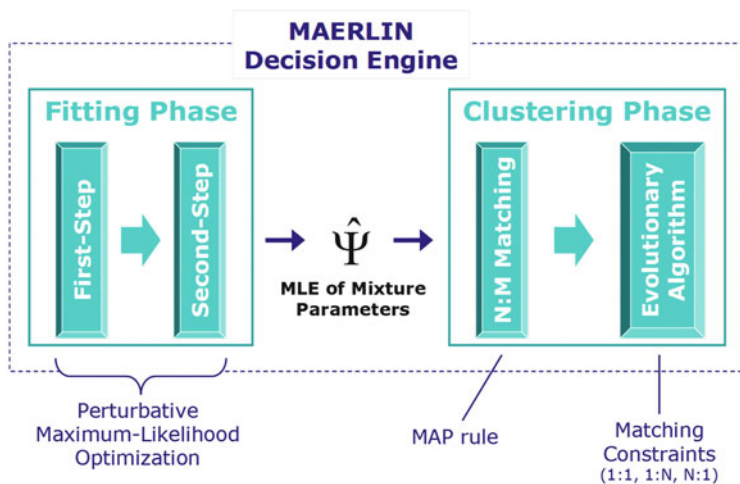 MAERLIN
Decision Engine
Fitting Phase
First-Step
Second-Step
Ψ̂
MLE of Mixture
Parameters
Clustering Phase
N:M Matching
Evolutionary
Algorithm
Perturbative
Maximum-Likelihood
Optimization
MAP rule
Matching
Constraints
(1:1, 1:N, N:1)